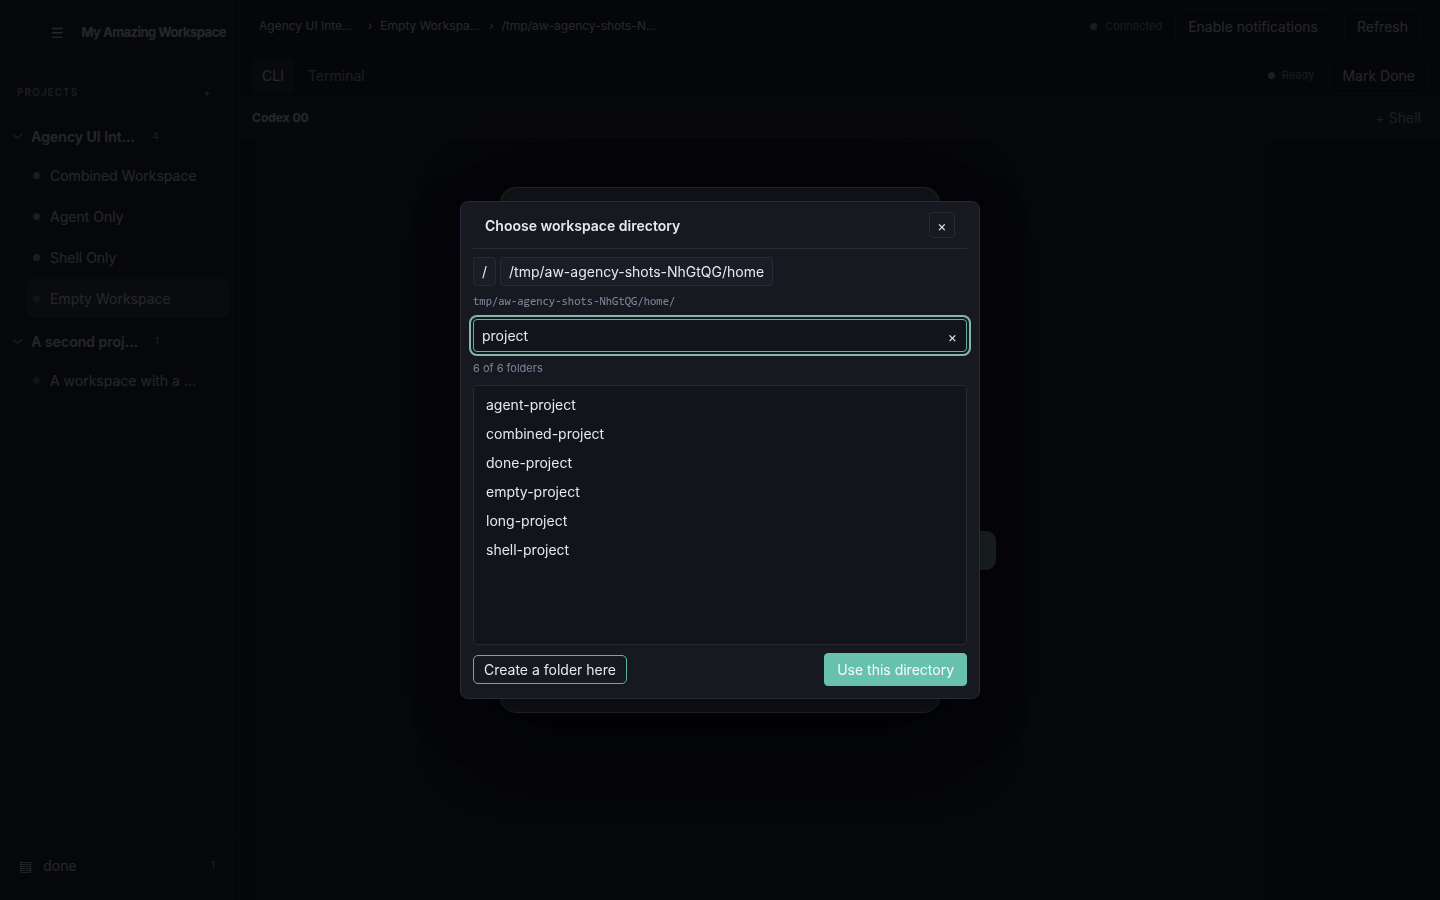 ☰ My Amazing Workspace
Agency UI Inte... › Empty Workspa... › /tmp/aw-agency-shots-N...
Connected
Enable notifications
Refresh
CLI
Terminal
Ready
Mark Done
PROJECTS +
Codex 00
+ Shell
Agency UI Int... 4
Combined Workspace
Agent Only
Shell Only
Empty Workspace
A second proj... 1
A workspace with a ...
done 1
Choose workspace directory ×
/ /tmp/aw-agency-shots-NhGtQG/home
tmp/aw-agency-shots-NhGtQG/home/
project ×
6 of 6 folders
agent-project
combined-project
done-project
empty-project
long-project
shell-project
Create a folder here
Use this directory